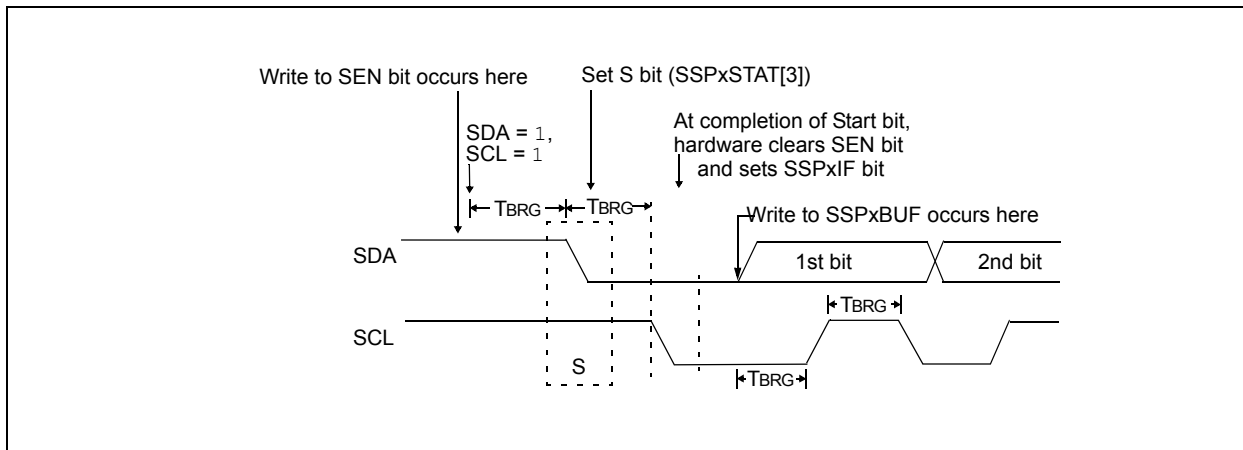 Write to SEN bit occurs here
Set S bit (SSPxSTAT[3])
SDA = 1,
SCL = 1
At completion of Start bit,
hardware clears SEN bit
and sets SSPxIF bit
TBRG
TBRG
Write to SSPxBUF occurs here
SDA
1st bit
2nd bit
TBRG
SCL
S
TBRG